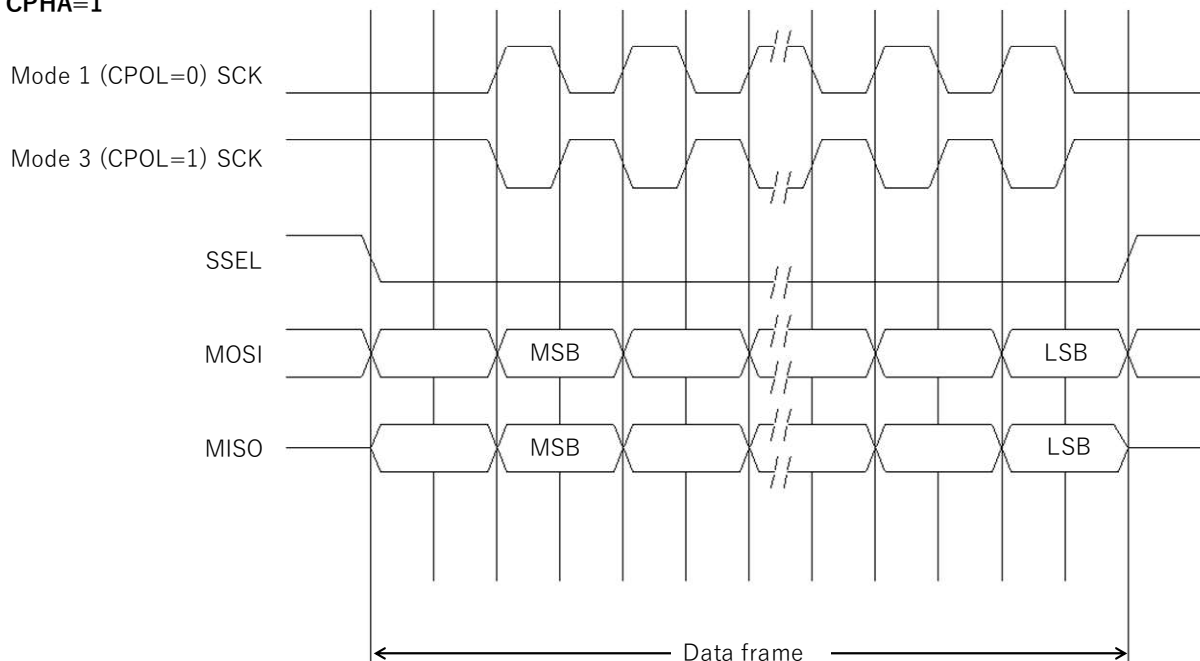 CPHA=1
Mode 1 (CPOL=0) SCK
Mode 3 (CPOL=1) SCK
SSEL
MOSI MSB LSB
MISO MSB LSB
Data frame